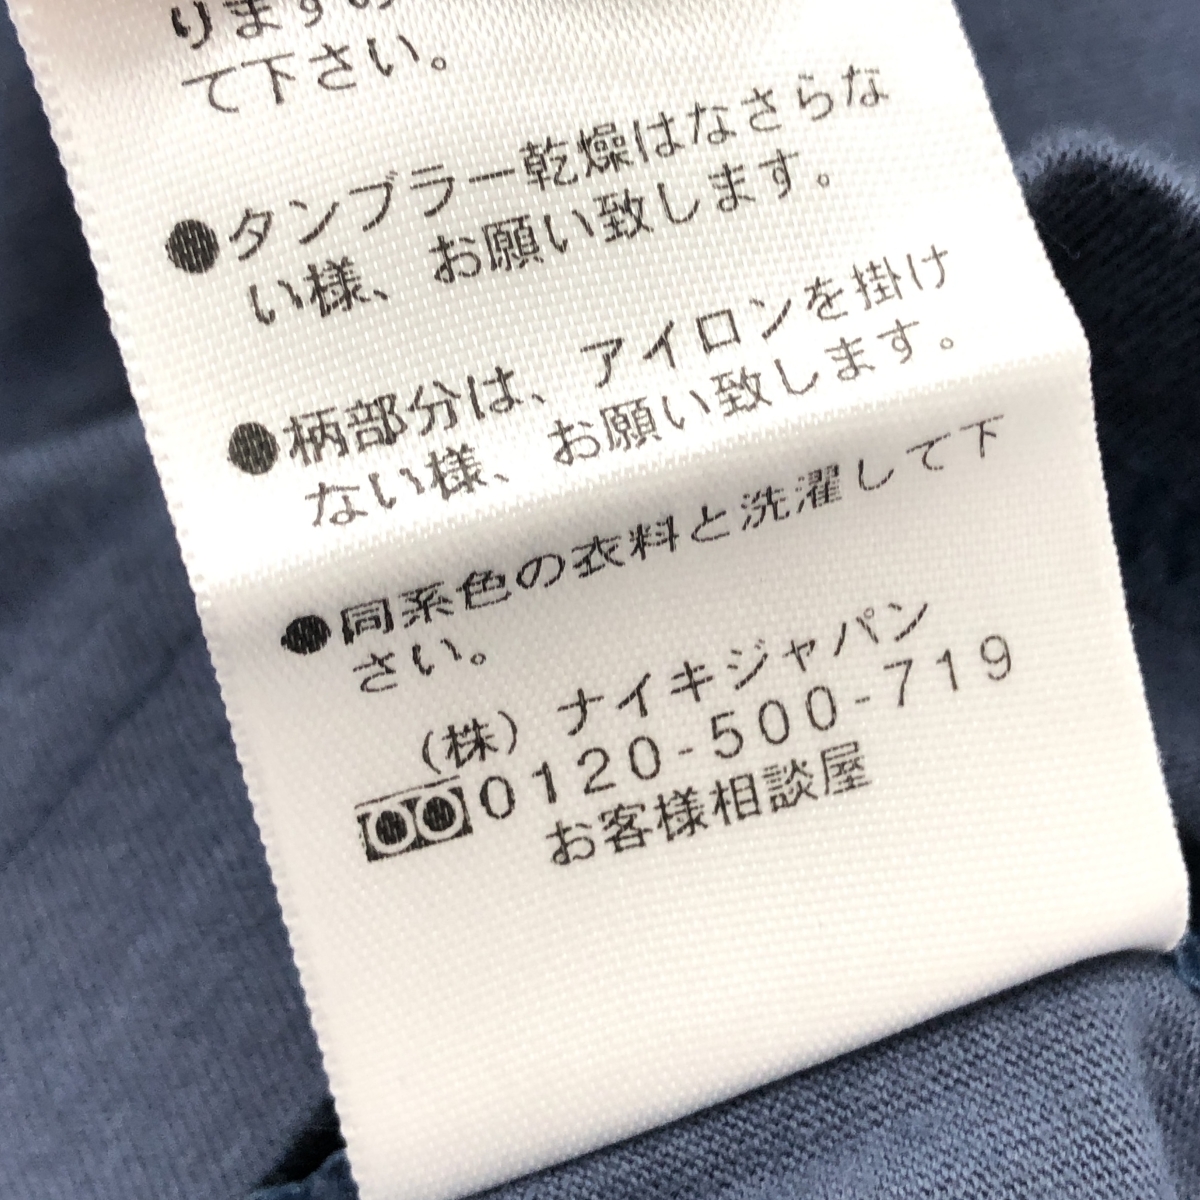 りますの
て下さい。
●タンブラー乾燥はなさらな
い様、お願い致します。
●柄部分は、アイロンを掛け
ない様、お願い致します。
●同系色の衣料と洗濯して下
さい。
(株) ナイキジャパン
0120-500-719
お客様相談屋